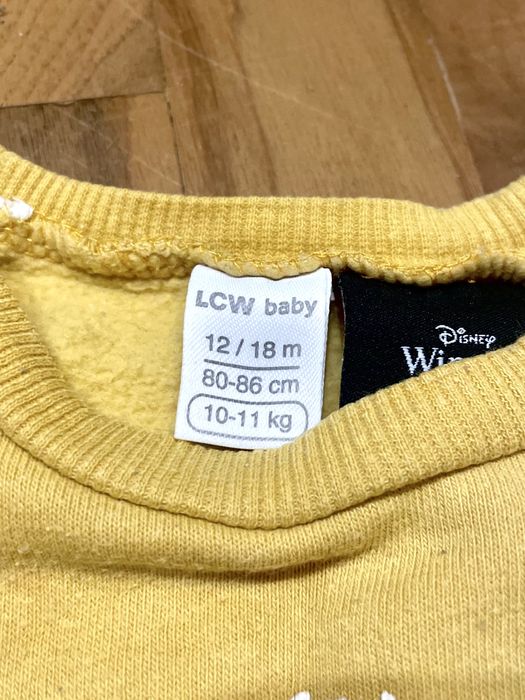 LCW baby
12 / 18 m
80-86 cm
10-11 kg
DISNEY